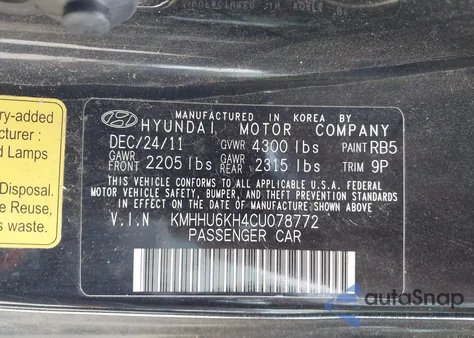 MANUFACTURED IN KOREA BY
HYUNDAI MOTOR COMPANY
DEC/24/11 GVWR 4300 lbs PAINT RB5
GAWR FRONT 2205 lbs GAWR REAR 2315 lbs TRIM 9P
THIS VEHICLE CONFORMS TO ALL APPLICABLE U.S. FEDERAL
MOTOR VEHICLE SAFETY, BUMPER, AND THEFT PREVENTION STANDARDS
IN EFFECT ON THE DATE OF MANUFACTURE SHOWN ABOVE.
V.I.N KMHHU6KH4CU078772
PASSENGER CAR
ry-added
acturer :
d Lamps
Disposal.
e Reuse,
s waste.
autoSnap